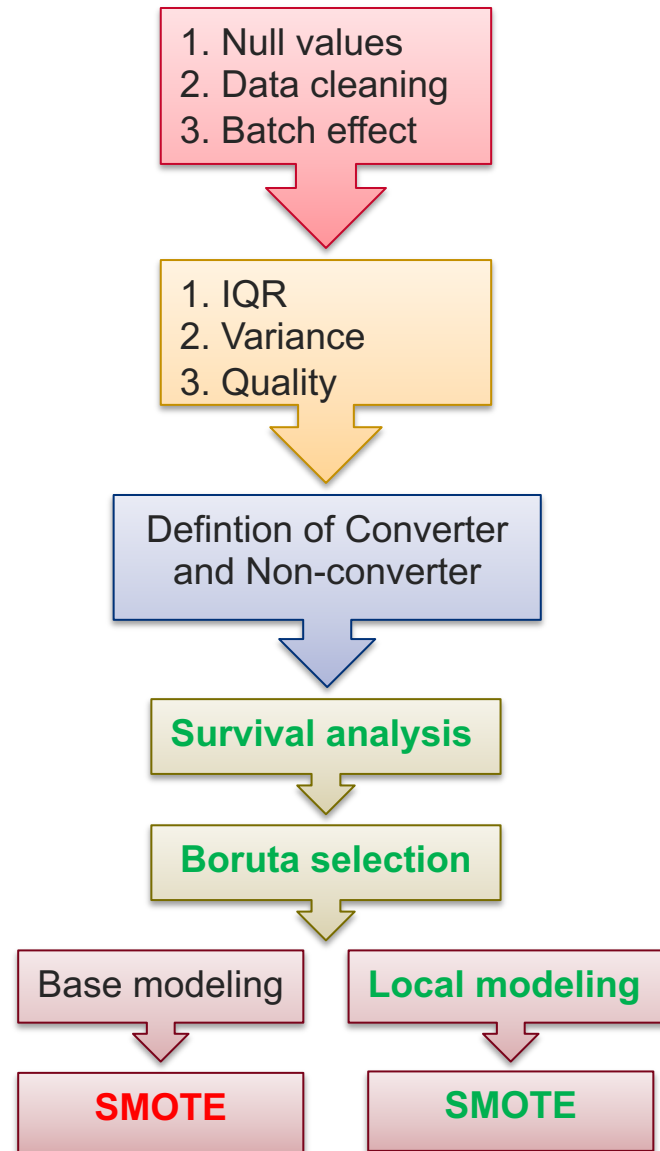 1. Null values
2. Data cleaning
3. Batch effect
1. IQR
2. Variance
3. Quality
Defintion of Converter
and Non-converter
Survival analysis
Boruta selection
Base modeling
Local modeling
SMOTE
SMOTE